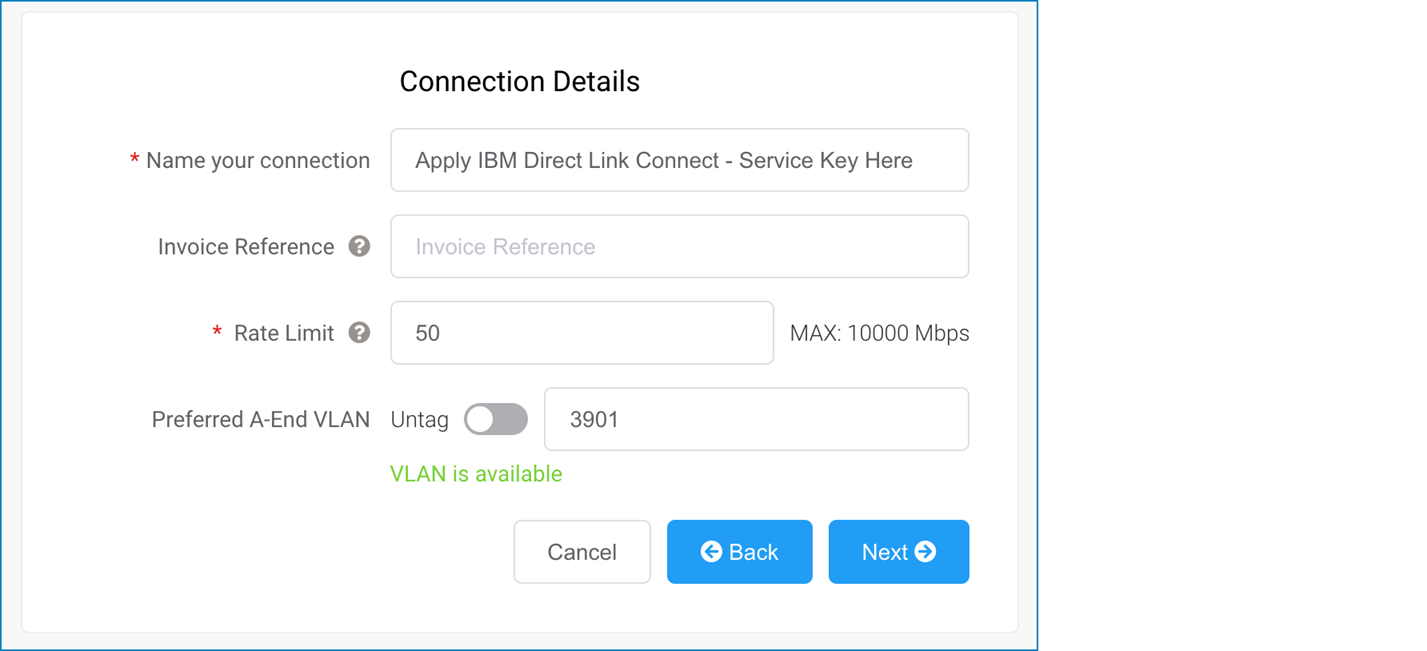 Connection Details
* Name your connection Apply IBM Direct Link Connect - Service Key Here
Invoice Reference ? Invoice Reference
* Rate Limit ? 50 MAX: 10000 Mbps
Preferred A-End VLAN Untag 3901
VLAN is available
Cancel Back Next